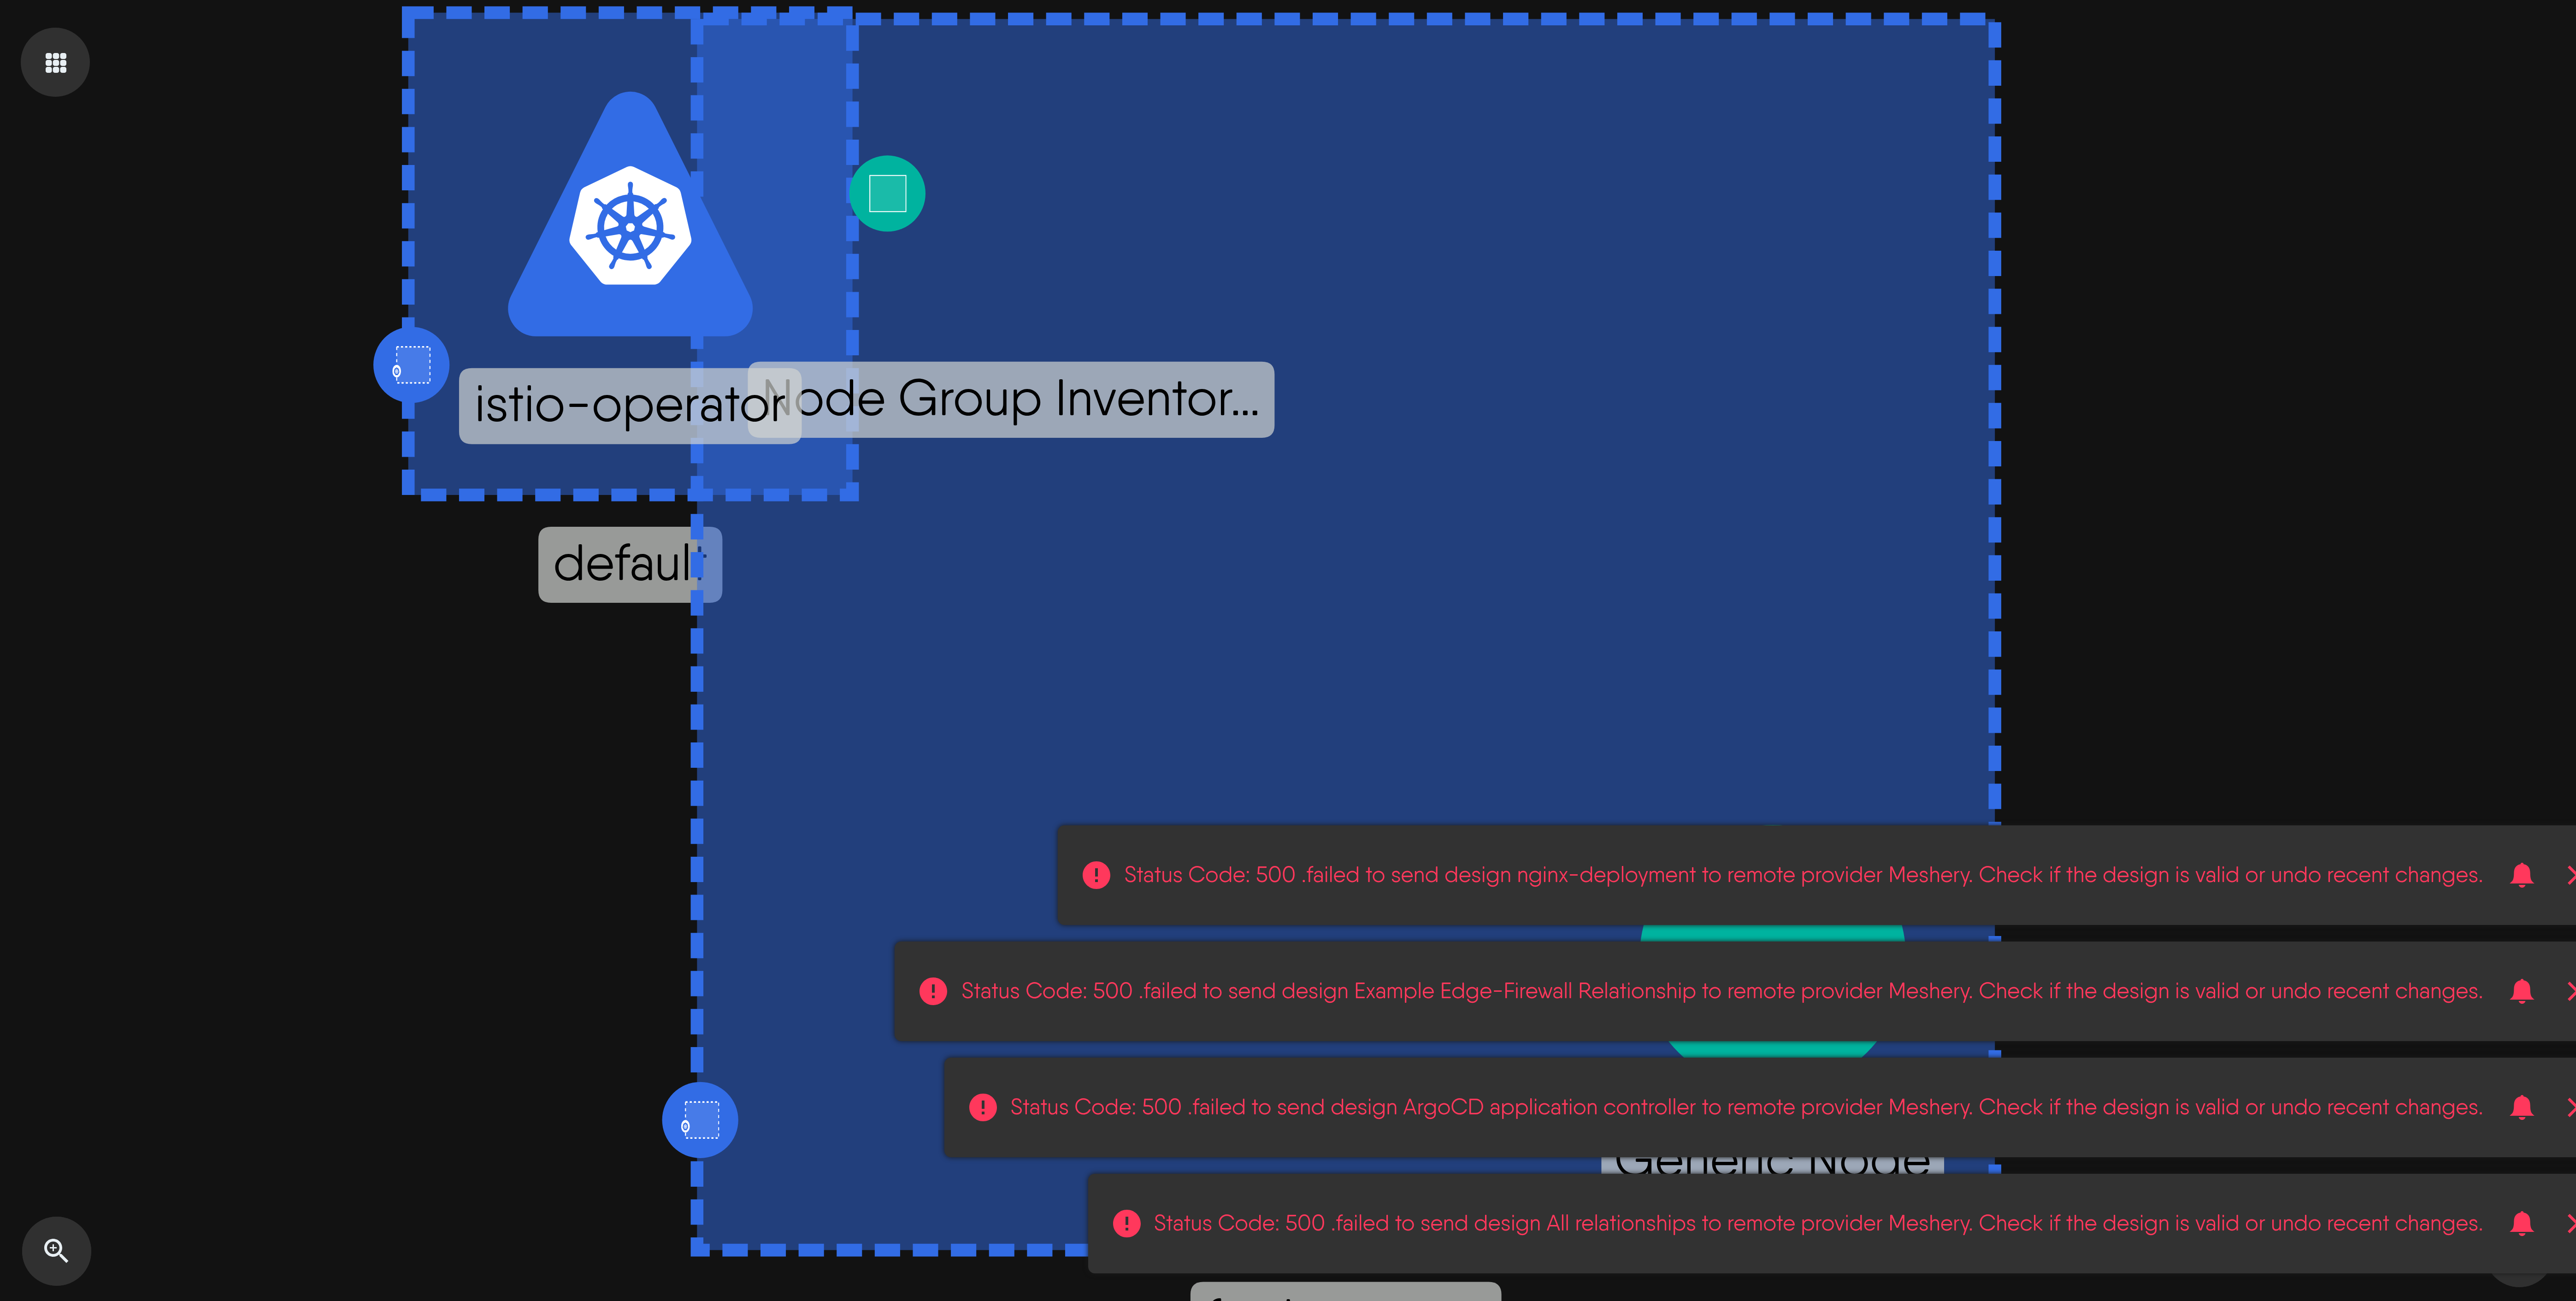 istio-operator
Node Group Inventor...
default
Status Code: 500 .failed to send design nginx-deployment to remote provider Meshery. Check if the design is valid or undo recent changes.
Status Code: 500 .failed to send design Example Edge-Firewall Relationship to remote provider Meshery. Check if the design is valid or undo recent changes.
Status Code: 500 .failed to send design ArgoCD application controller to remote provider Meshery. Check if the design is valid or undo recent changes.
Generic Node
Status Code: 500 .failed to send design All relationships to remote provider Meshery. Check if the design is valid or undo recent changes.